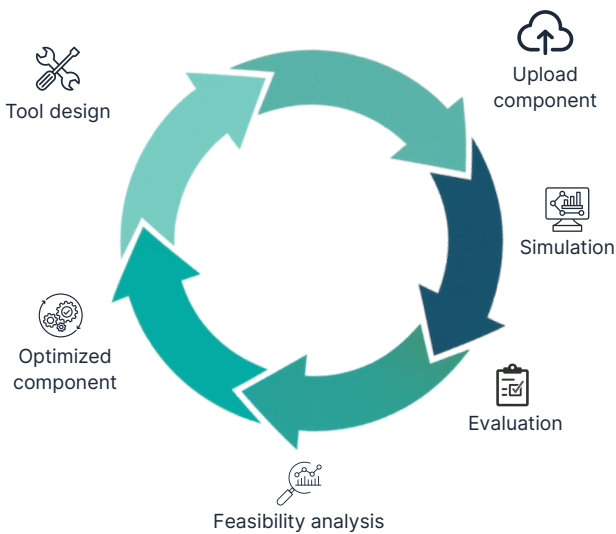 Upload
component
Tool design
Simulation
Optimized
component
Evaluation
Feasibility analysis